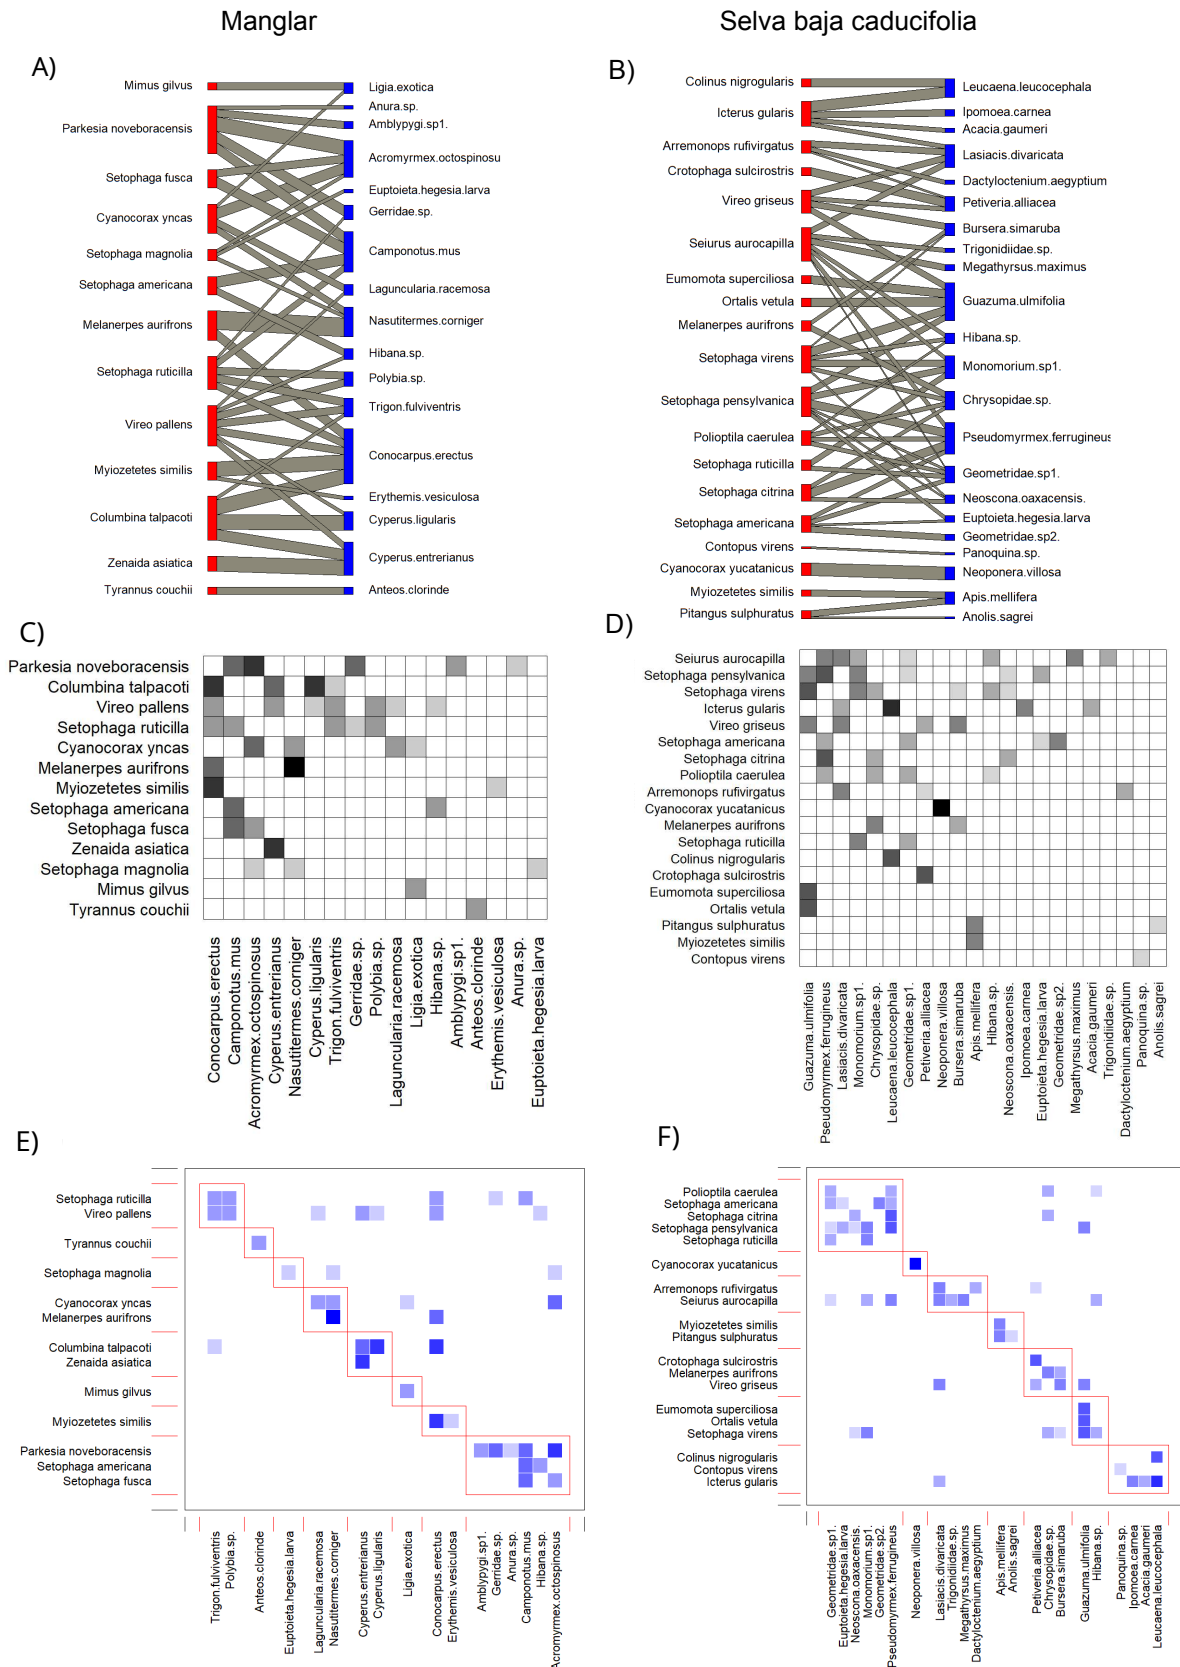 Manglar
Selva baja caducifolia
A)
Mimus gilvus
Parkesia noveboracensis
Setophaga fusca
Cyanocorax yncas
Setophaga magnolia
Setophaga americana
Melanerpes aurifrons
Setophaga ruticilla
Vireo pallens
Myiozetetes similis
Columbina talpacoti
Zenaida asiatica
Tyrannus couchii
Ligia.exotica
Anura.sp.
Amblypygi.sp1.
Acromyrmex.octospinosu
Euptoieta.hegesia.larva
Gerridae.sp.
Camponotus.mus
Laguncularia.racemosa
Nasutitermes.corniger
Hibana.sp.
Polybia.sp.
Trigon.fulviventris
Conocarpus.erectus
Erythemis.vesiculosa
Cyperus.ligularis
Cyperus.entrerianus
Anteos.clorinde
B)
Colinus nigrogularis
Icterus gularis
Arremonops rufivirgatus
Crotophaga sulcirostris
Vireo griseus
Seiurus aurocapilla
Eumomota superciliosa
Ortalis vetula
Melanerpes aurifrons
Setophaga virens
Setophaga pensylvanica
Polioptila caerulea
Setophaga ruticilla
Setophaga citrina
Setophaga americana
Contopus virens
Cyanocorax yucatanicus
Myiozetetes similis
Pitangus sulphuratus
Leucaena.leucocephala
Ipomoea.carnea
Acacia.gaumeri
Lasiacis.divaricata
Dactyloctenium.aegyptium
Petiveria.alliacea
Bursera.simaruba
Trigonidiidae.sp.
Megathyrsus.maximus
Guazuma.ulmifolia
Hibana.sp.
Monomorium.sp1.
Chrysopidae.sp.
Pseudomyrmex.ferrugineus
Geometridae.sp1.
Neoscona.oaxacensis.
Euptoieta.hegesia.larva
Geometridae.sp2.
Panoquina.sp.
Neoponera.villosa
Apis.mellifera
Anolis.sagrei
C)
Parkesia noveboracensis
Columbina talpacoti
Vireo pallens
Setophaga ruticilla
Cyanocorax yncas
Melanerpes aurifrons
Myiozetetes similis
Setophaga americana
Setophaga fusca
Zenaida asiatica
Setophaga magnolia
Mimus gilvus
Tyrannus couchii
Conocarpus.erectus
Camponotus.mus
Acromyrmex.octospinosus
Cyperus.entrerianus
Nasutitermes.corniger
Cyperus.ligularis
Trigon.fulviventris
Gerridae.sp.
Polybia.sp.
Laguncularia.racemosa
Ligia.exotica
Hibana.sp.
Amblypygi.sp1.
Anteos.clorinde
Erythemis.vesiculosa
Anura.sp.
Euptoieta.hegesia.larva
D)
Seiurus aurocapilla
Setophaga pensylvanica
Setophaga virens
Icterus gularis
Vireo griseus
Setophaga americana
Setophaga citrina
Polioptila caerulea
Arremonops rufivirgatus
Cyanocorax yucatanicus
Melanerpes aurifrons
Setophaga ruticilla
Colinus nigrogularis
Crotophaga sulcirostris
Eumomota superciliosa
Ortalis vetula
Pitangus sulphuratus
Myiozetetes similis
Contopus virens
Guazuma.ulmifolia
Pseudomyrmex.ferrugineus
Lasiacis.divaricata
Monomorium.sp1.
Chrysopidae.sp.
Leucaena.leucocephala
Geometridae.sp1.
Petiveria.alliacea
Neoponera.villosa
Bursera.simaruba
Apis.mellifera
Hibana.sp.
Neoscona.oaxacensis.
Ipomoea.carnea
Euptoieta.hegesia.larva
Geometridae.sp2.
Megathyrsus.maximus
Acacia.gaumeri
Trigonidiidae.sp.
Dactyloctenium.aegyptium
Panoquina.sp.
Anolis.sagrei
E)
Setophaga ruticilla
Vireo pallens
Tyrannus couchii
Setophaga magnolia
Cyanocorax yncas
Melanerpes aurifrons
Columbina talpacoti
Zenaida asiatica
Mimus gilvus
Myiozetetes similis
Parkesia noveboracensis
Setophaga americana
Setophaga fusca
Trigon.fulviventris
Polybia.sp.
Anteos.clorinde
Euptoieta.hegesia.larva
Laguncularia.racemosa
Nasutitermes.corniger
Cyperus.entrerianus
Cyperus.ligularis
Ligia.exotica
Conocarpus.erectus
Erythemis.vesiculosa
Amblypygi.sp1.
Gerridae.sp.
Anura.sp.
Camponotus.mus
Hibana.sp.
Acromyrmex.octospinosus
F)
Polioptila caerulea
Setophaga americana
Setophaga citrina
Setophaga pensylvanica
Setophaga ruticilla
Cyanocorax yucatanicus
Arremonops rufivirgatus
Seiurus aurocapilla
Myiozetetes similis
Pitangus sulphuratus
Crotophaga sulcirostris
Melanerpes aurifrons
Vireo griseus
Eumomota superciliosa
Ortalis vetula
Setophaga virens
Colinus nigrogularis
Contopus virens
Icterus gularis
Geometridae.sp1.
Euptoieta.hegesia.larva
Neoscona.oaxacensis.
Monomorium.sp1.
Geometridae.sp2.
Pseudomyrmex.ferrugineus
Neoponera.villosa
Lasiacis.divaricata
Trigonidiidae.sp.
Megathyrsus.maximus
Dactyloctenium.aegyptium
Apis.mellifera
Anolis.sagrei
Petiveria.alliacea
Chrysopidae.sp.
Bursera.simaruba
Guazuma.ulmifolia
Hibana.sp.
Panoquina.sp.
Ipomoea.carnea
Acacia.gaumeri
Leucaena.leucocephala